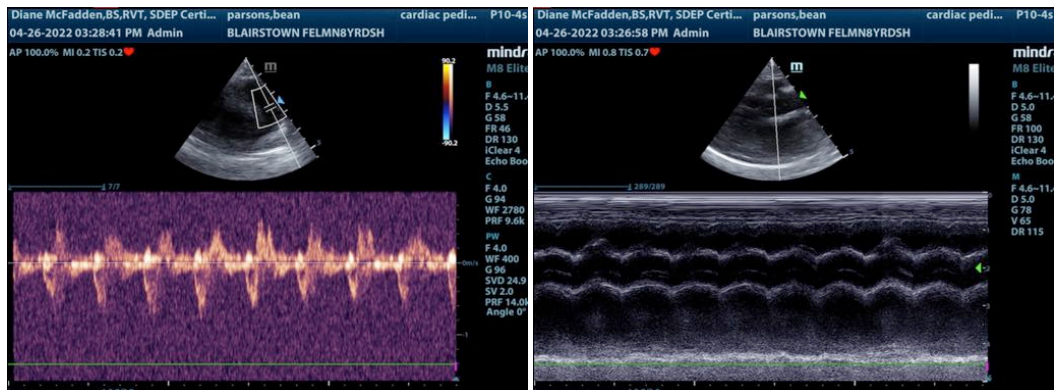 Diane McFadden,BS,RVT, SDEP Certi... parsons,bean cardiac pedi... P10-4s
04-26-2022 03:28:41 PM Admin BLAIRSTOWN FELMN8YRDSH
AP 100.0% MI 0.2 TIS 0.2
m
90.2
-90.2
M8 Elite
B
F 4.6~11.
D 5.5
G 58
FR 46
DR 130
iClear 4
Echo Boo
C
F 4.0
G 94
WF 2780
PRF 9.6k
PW
F 4.0
WF 400
G 96
SVD 24.9
SV 2.0
PRF 14.0k
Angle 0°
5
7/7
0m/s
-1
Diane McFadden,BS,RVT, SDEP Certi... parsons,bean cardiac pedi... P10-4s
04-26-2022 03:26:58 PM Admin BLAIRSTOWN FELMN8YRDSH
AP 100.0% MI 0.8 TIS 0.7
m
M8 Elite
B
F 4.6~11.
D 5.0
G 58
FR 100
DR 130
iClear 4
Echo Boo
M
F 4.6~11.
D 5.0
G 78
V 65
DR 115
5
289/289